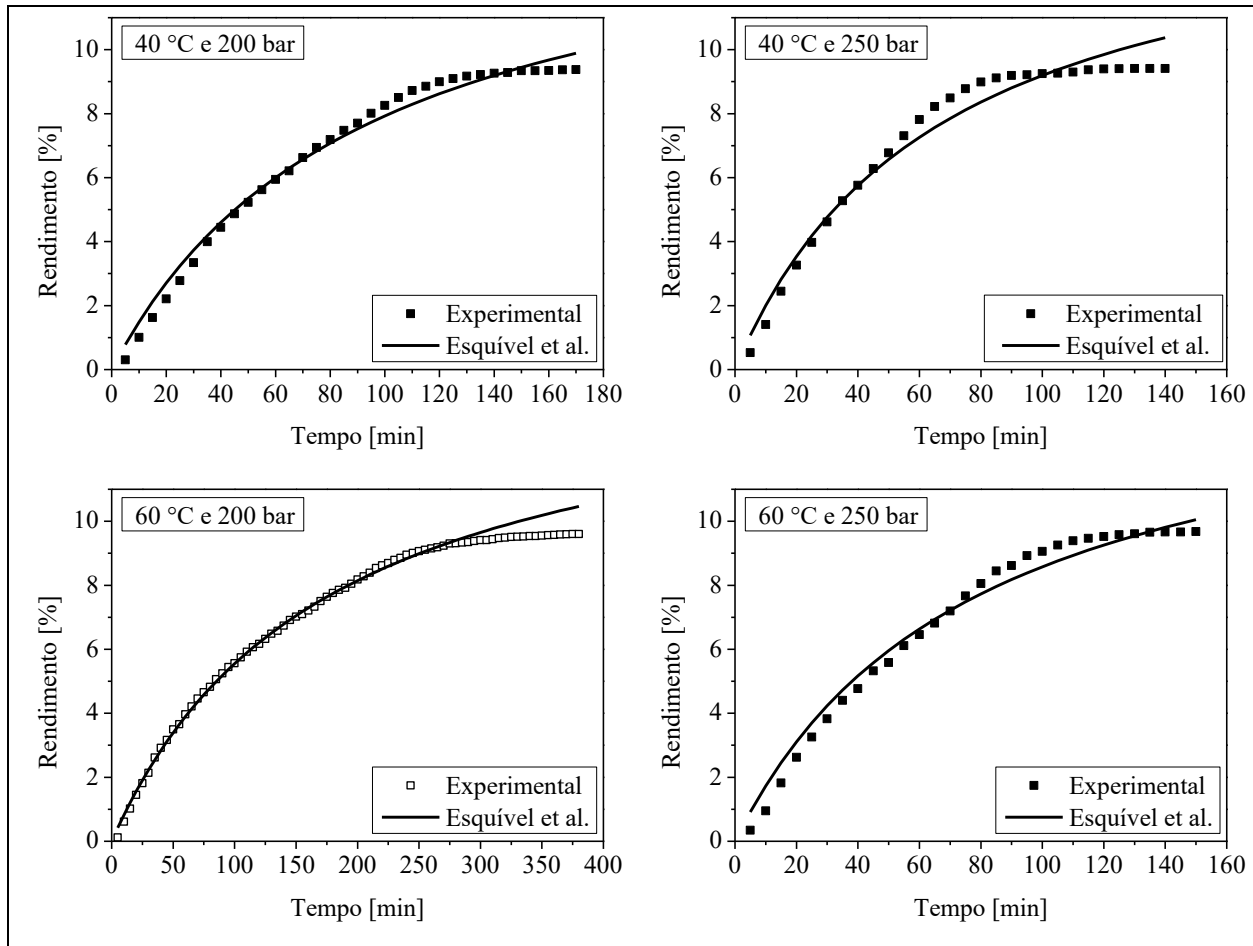 40 °C e 200 bar
Rendimento [%]
10
8
6
4
2
0
Experimental
Esquível et al.
0 20 40 60 80 100 120 140 160 180
Tempo [min]
40 °C e 250 bar
Rendimento [%]
10
8
6
4
2
0
Experimental
Esquível et al.
0 20 40 60 80 100 120 140 160
Tempo [min]
60 °C e 200 bar
Rendimento [%]
10
8
6
4
2
0
Experimental
Esquível et al.
0 50 100 150 200 250 300 350 400
Tempo [min]
60 °C e 250 bar
Rendimento [%]
10
8
6
4
2
0
Experimental
Esquível et al.
0 20 40 60 80 100 120 140 160
Tempo [min]